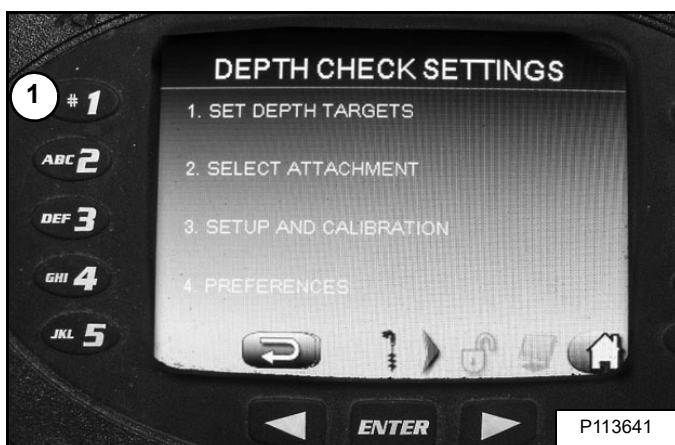 DEPTH CHECK SETTINGS
1
# 1
1. SET DEPTH TARGETS
ABC 2
2. SELECT ATTACHMENT
DEF 3
3. SETUP AND CALIBRATION
GHI 4
4. PREFERENCES
JKL 5
ENTER
P113641